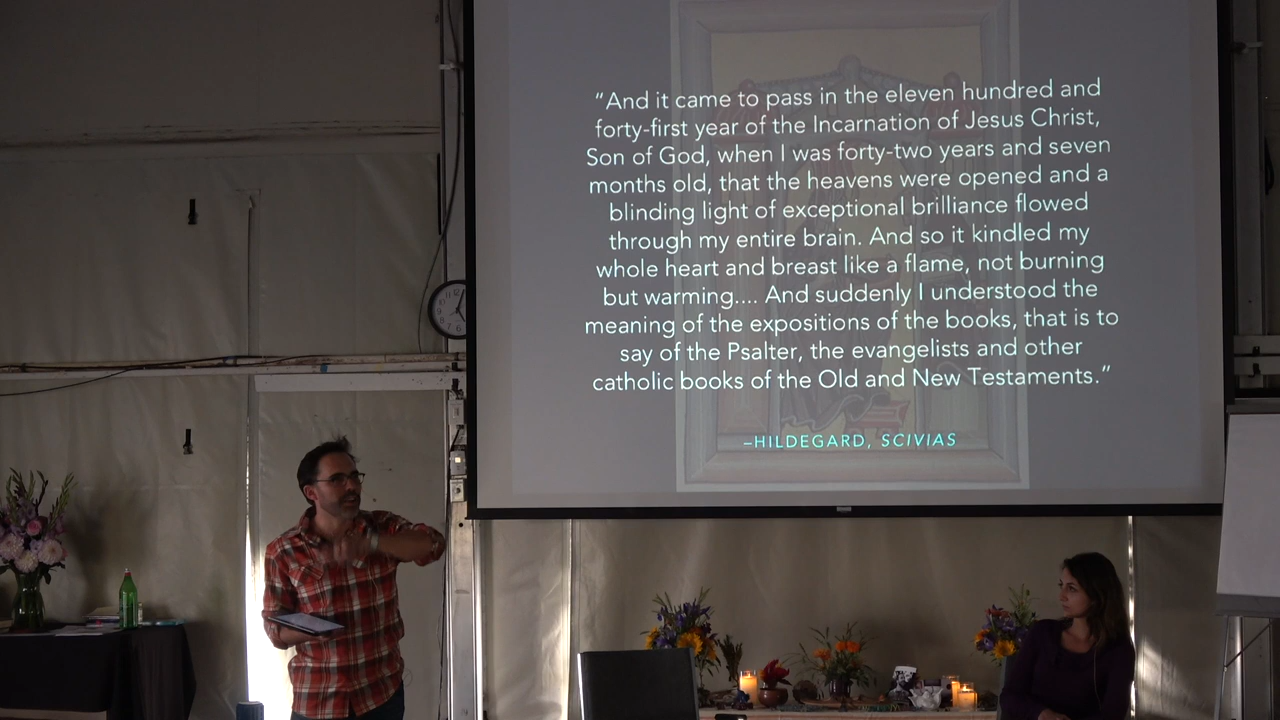 “And it came to pass in the eleven hundred and
forty-first year of the Incarnation of Jesus Christ,
Son of God, when I was forty-two years and seven
months old, that the heavens were opened and a
blinding light of exceptional brilliance flowed
through my entire brain. And so it kindled my
whole heart and breast like a flame, not burning
but warming.... And suddenly I understood the
meaning of the expositions of the books, that is to
say of the Psalter, the evangelists and other
catholic books of the Old and New Testaments.”
–HILDEGARD, SCIVIAS